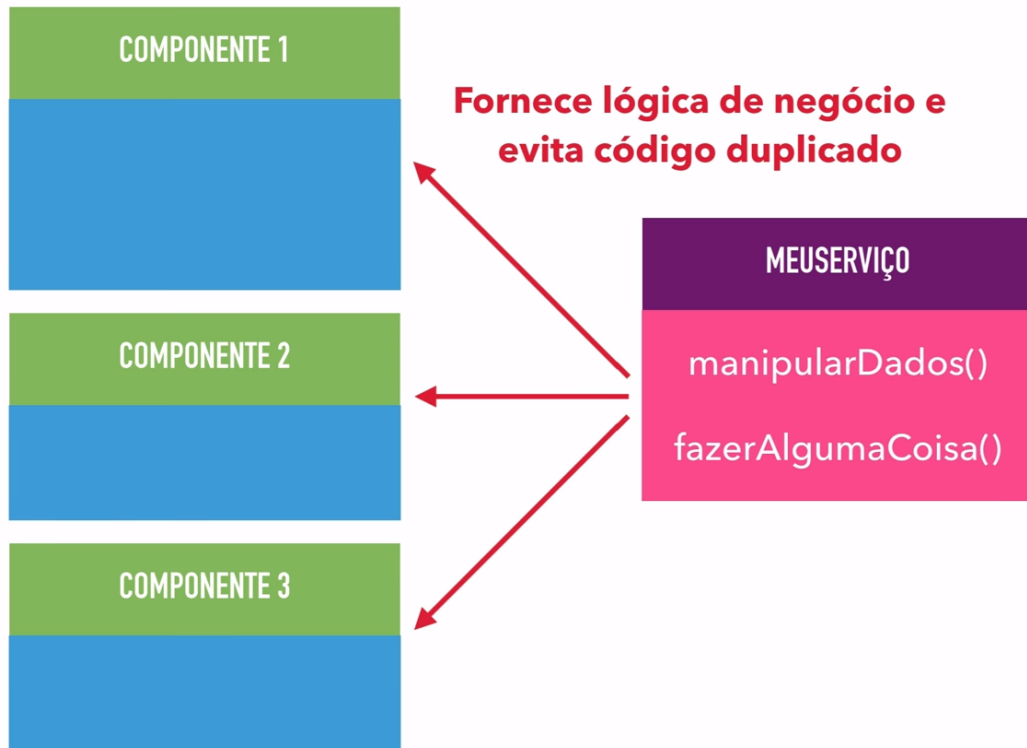 COMPONENTE 1
Fornece lógica de negócio e
evita código duplicado
MEUSERVIÇO
manipularDados()
fazerAlgumaCoisa()
COMPONENTE 2
COMPONENTE 3